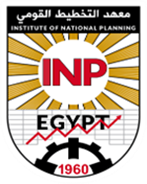 معهد التخطيط القومي
INSTITUTE OF NATIONAL PLANNING
INP
EGYPT
1960